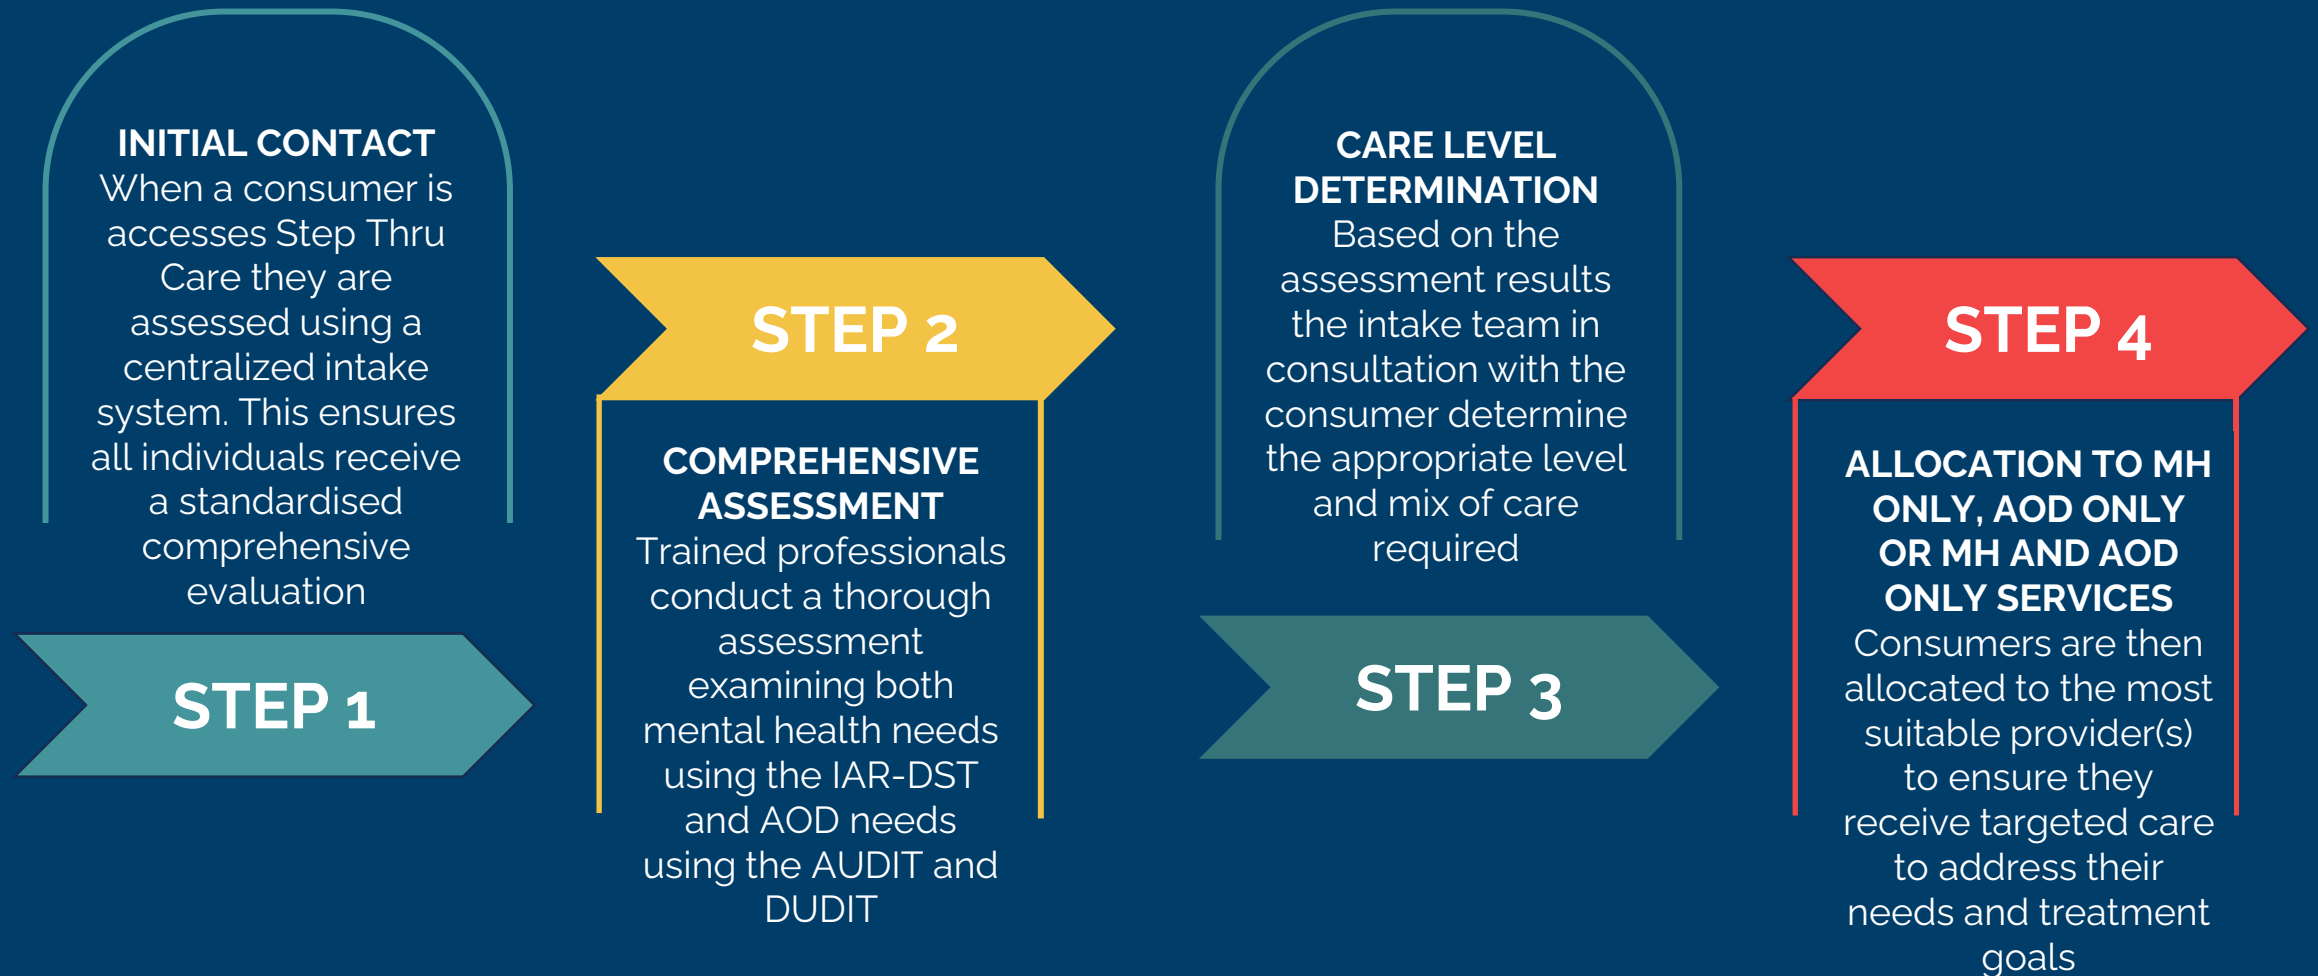 INITIAL CONTACT
When a consumer is
accesses Step Thru
Care they are
assessed using a
centralized intake
system. This ensures
all individuals receive
a standardised
comprehensive
evaluation
STEP 1
STEP 2
COMPREHENSIVE
ASSESSMENT
Trained professionals
conduct a thorough
assessment
examining both
mental health needs
using the IAR-DST
and AOD needs
using the AUDIT and
DUDIT
CARE LEVEL
DETERMINATION
Based on the
assessment results
the intake team in
consultation with the
consumer determine
the appropriate level
and mix of care
required
STEP 3
STEP 4
ALLOCATION TO MH
ONLY, AOD ONLY
OR MH AND AOD
ONLY SERVICES
Consumers are then
allocated to the most
suitable provider(s)
to ensure they
receive targeted care
to address their
needs and treatment
goals